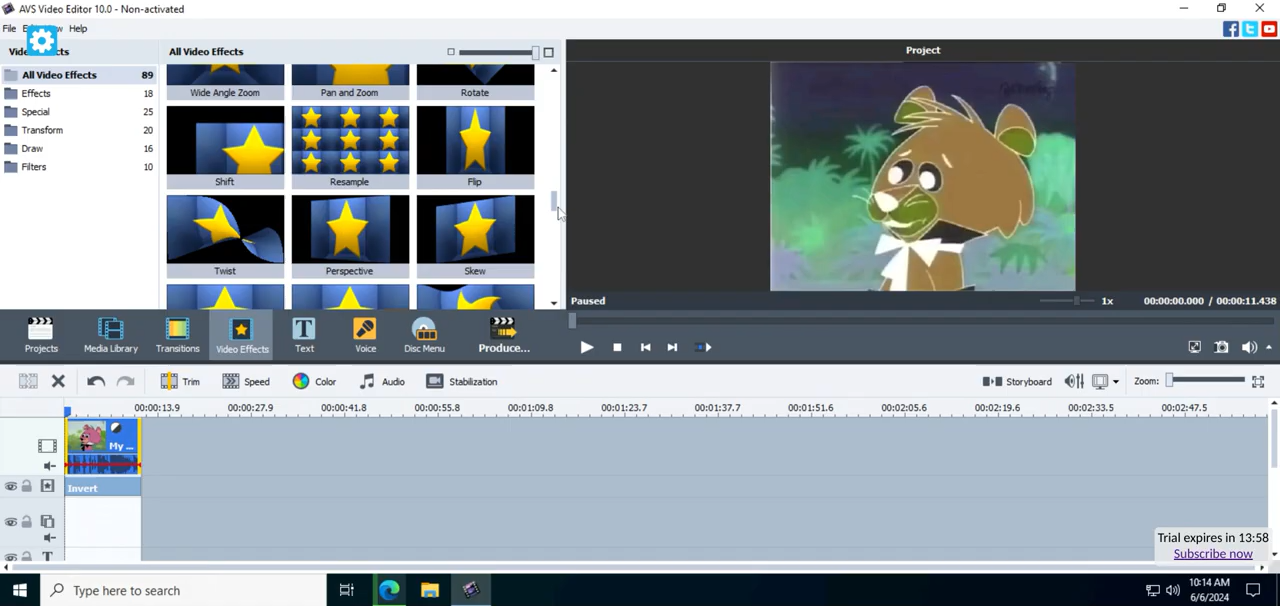 AVS Video Editor 10.0 - Non-activated
File Help
All Video Effects
Project
All Video Effects 89
Effects 18
Special 25
Transform 20
Draw 16
Filters 10
Wide Angle Zoom Pan and Zoom Rotate
Shift Resample Flip
Twist Perspective Skew
Paused 1x 00:00:00.000 / 00:00:11.438
Projects Media Library Transitions Video Effects Text Voice Disc Menu Produce...
Trim Speed Color Audio Stabilization Storyboard Zoom:
00:00:13.9 00:00:27.9 00:00:41.8 00:00:55.8 00:01:09.8 00:01:23.7 00:01:37.7 00:01:51.6 00:02:05.6 00:02:19.6 00:02:33.5 00:02:47.5
My ...
Invert
T
Trial expires in 13:58
Subscribe now
Type here to search
10:14 AM
6/6/2024